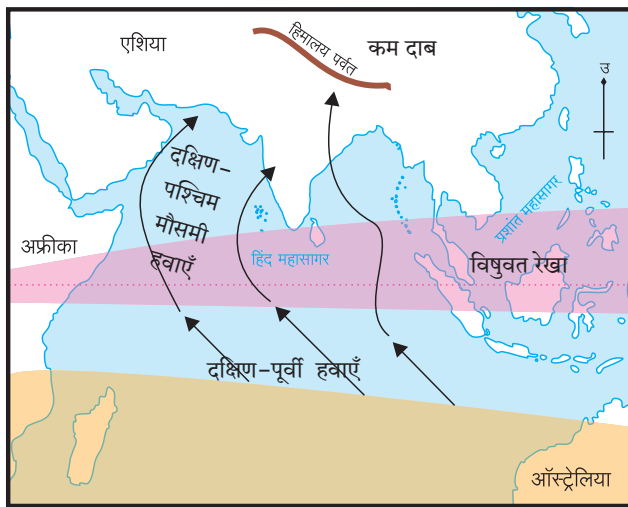 एशिया
हिमालय पर्वत
कम दाब
उ
दक्षिण–
पश्चिम
मौसमी
हवाएँ
प्रशांत महासागर
अफ्रीका
हिंद महासागर
विषुवत रेखा
दक्षिण–पूर्वी हवाएँ
ऑस्ट्रेलिया